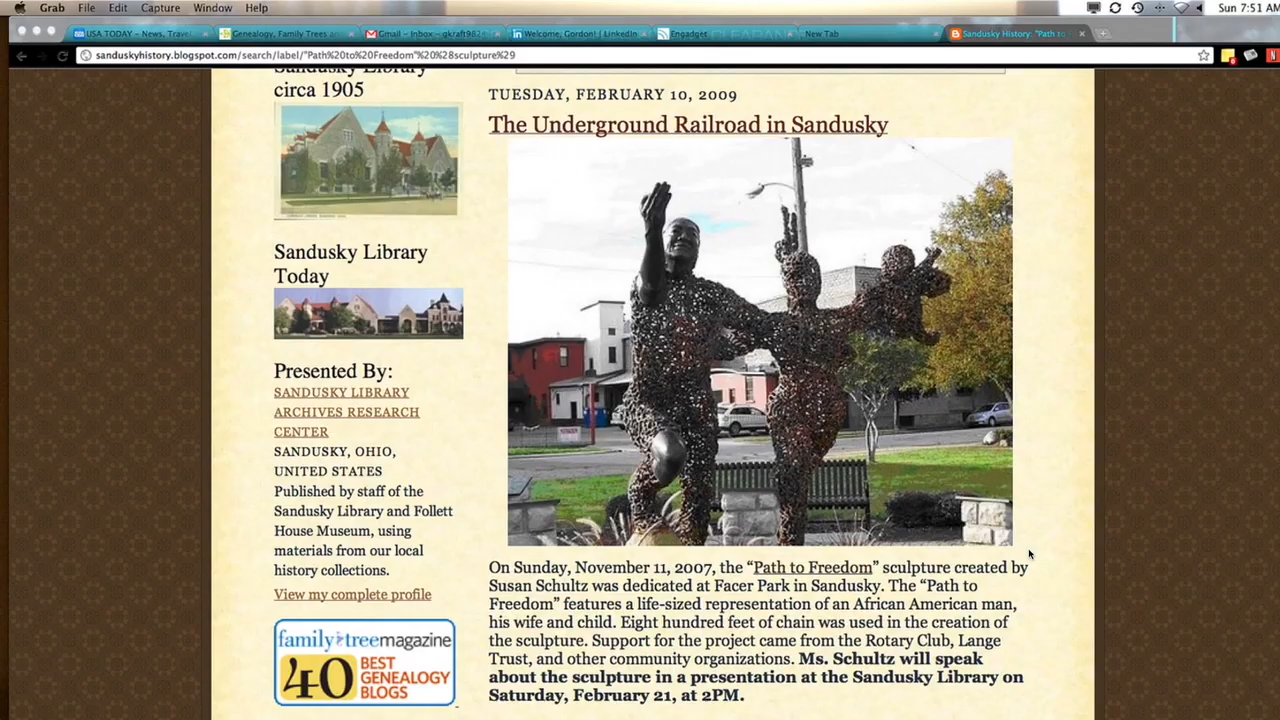 Grab File Edit Capture Window Help
Sun 7:51 AM
USA TODAY – News, Travel
Genealogy, Family Trees an
Gmail – Inbox – gkraft982
Welcome, Gordon! | LinkedIn
Engadget
New Tab
Sandusky History: "Path to
sanduskyhistory.blogspot.com/search/label/"Path%20to%20Freedom"%20%28sculpture%29
Sandusky Library
circa 1905
Sandusky Library
Today
Presented By:
SANDUSKY LIBRARY
ARCHIVES RESEARCH
CENTER
SANDUSKY, OHIO,
UNITED STATES
Published by staff of the
Sandusky Library and Follett
House Museum, using
materials from our local
history collections.
View my complete profile
familytreemagazine
40 BEST
GENEALOGY
BLOGS
TUESDAY, FEBRUARY 10, 2009
The Underground Railroad in Sandusky
On Sunday, November 11, 2007, the “Path to Freedom” sculpture created by
Susan Schultz was dedicated at Facer Park in Sandusky. The “Path to
Freedom” features a life-sized representation of an African American man,
his wife and child. Eight hundred feet of chain was used in the creation of
the sculpture. Support for the project came from the Rotary Club, Lange
Trust, and other community organizations. Ms. Schultz will speak
about the sculpture in a presentation at the Sandusky Library on
Saturday, February 21, at 2PM.